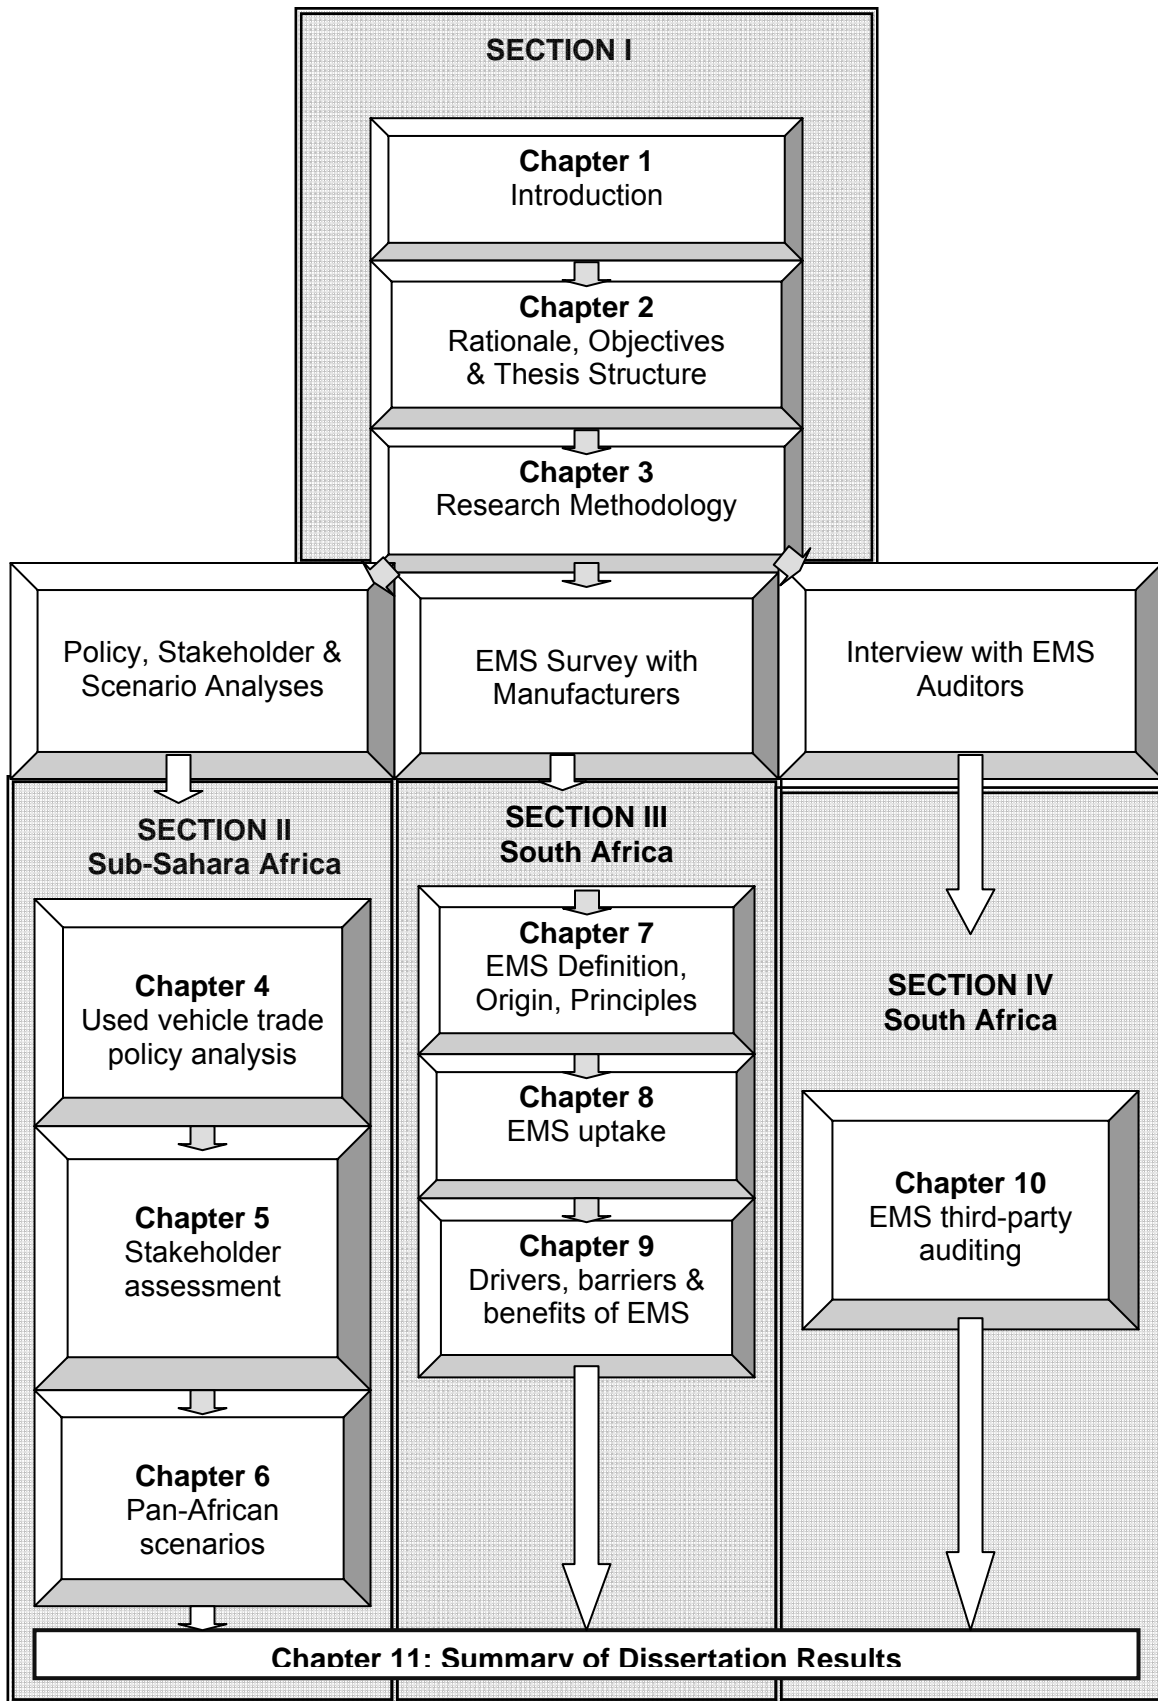 SECTION I
Chapter 1
Introduction
Chapter 2
Rationale, Objectives
& Thesis Structure
Chapter 3
Research Methodology
Policy, Stakeholder &
Scenario Analyses
EMS Survey with
Manufacturers
Interview with EMS
Auditors
SECTION II
Sub-Sahara Africa
Chapter 4
Used vehicle trade
policy analysis
Chapter 5
Stakeholder
assessment
Chapter 6
Pan-African
scenarios
SECTION III
South Africa
Chapter 7
EMS Definition,
Origin, Principles
Chapter 8
EMS uptake
Chapter 9
Drivers, barriers &
benefits of EMS
SECTION IV
South Africa
Chapter 10
EMS third-party
auditing
Chapter 11: Summary of Dissertation Results